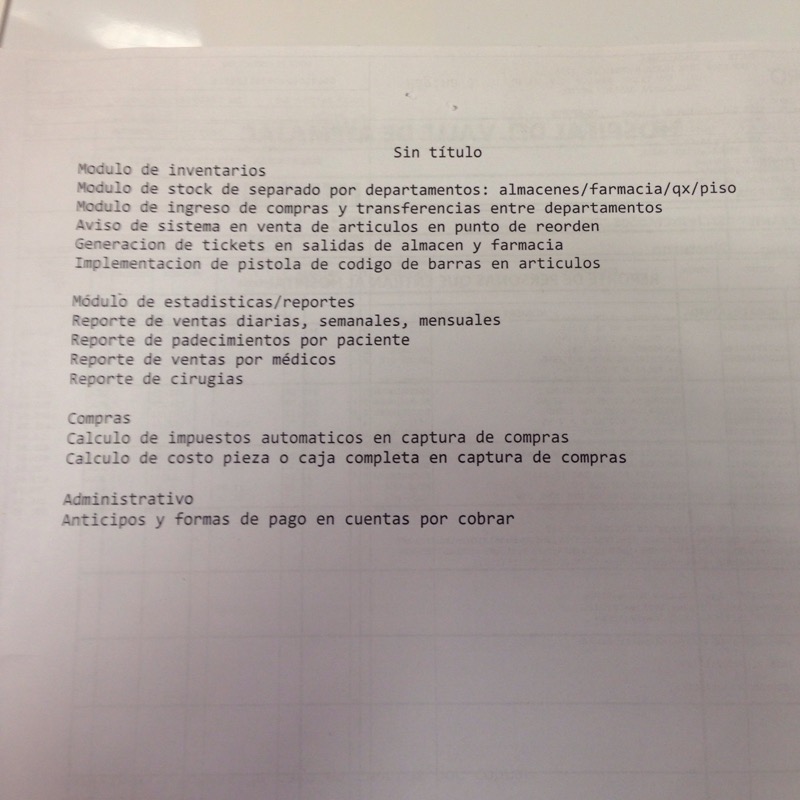 Sin título
Modulo de inventarios
Modulo de stock de separado por departamentos: almacenes/farmacia/qx/piso
Modulo de ingreso de compras y transferencias entre departamentos
Aviso de sistema en venta de articulos en punto de reorden
Generacion de tickets en salidas de almacen y farmacia
Implementacion de pistola de codigo de barras en articulos
Módulo de estadisticas/reportes
Reporte de ventas diarias, semanales, mensuales
Reporte de padecimientos por paciente
Reporte de ventas por médicos
Reporte de cirugias
Compras
Calculo de impuestos automaticos en captura de compras
Calculo de costo pieza o caja completa en captura de compras
Administrativo
Anticipos y formas de pago en cuentas por cobrar